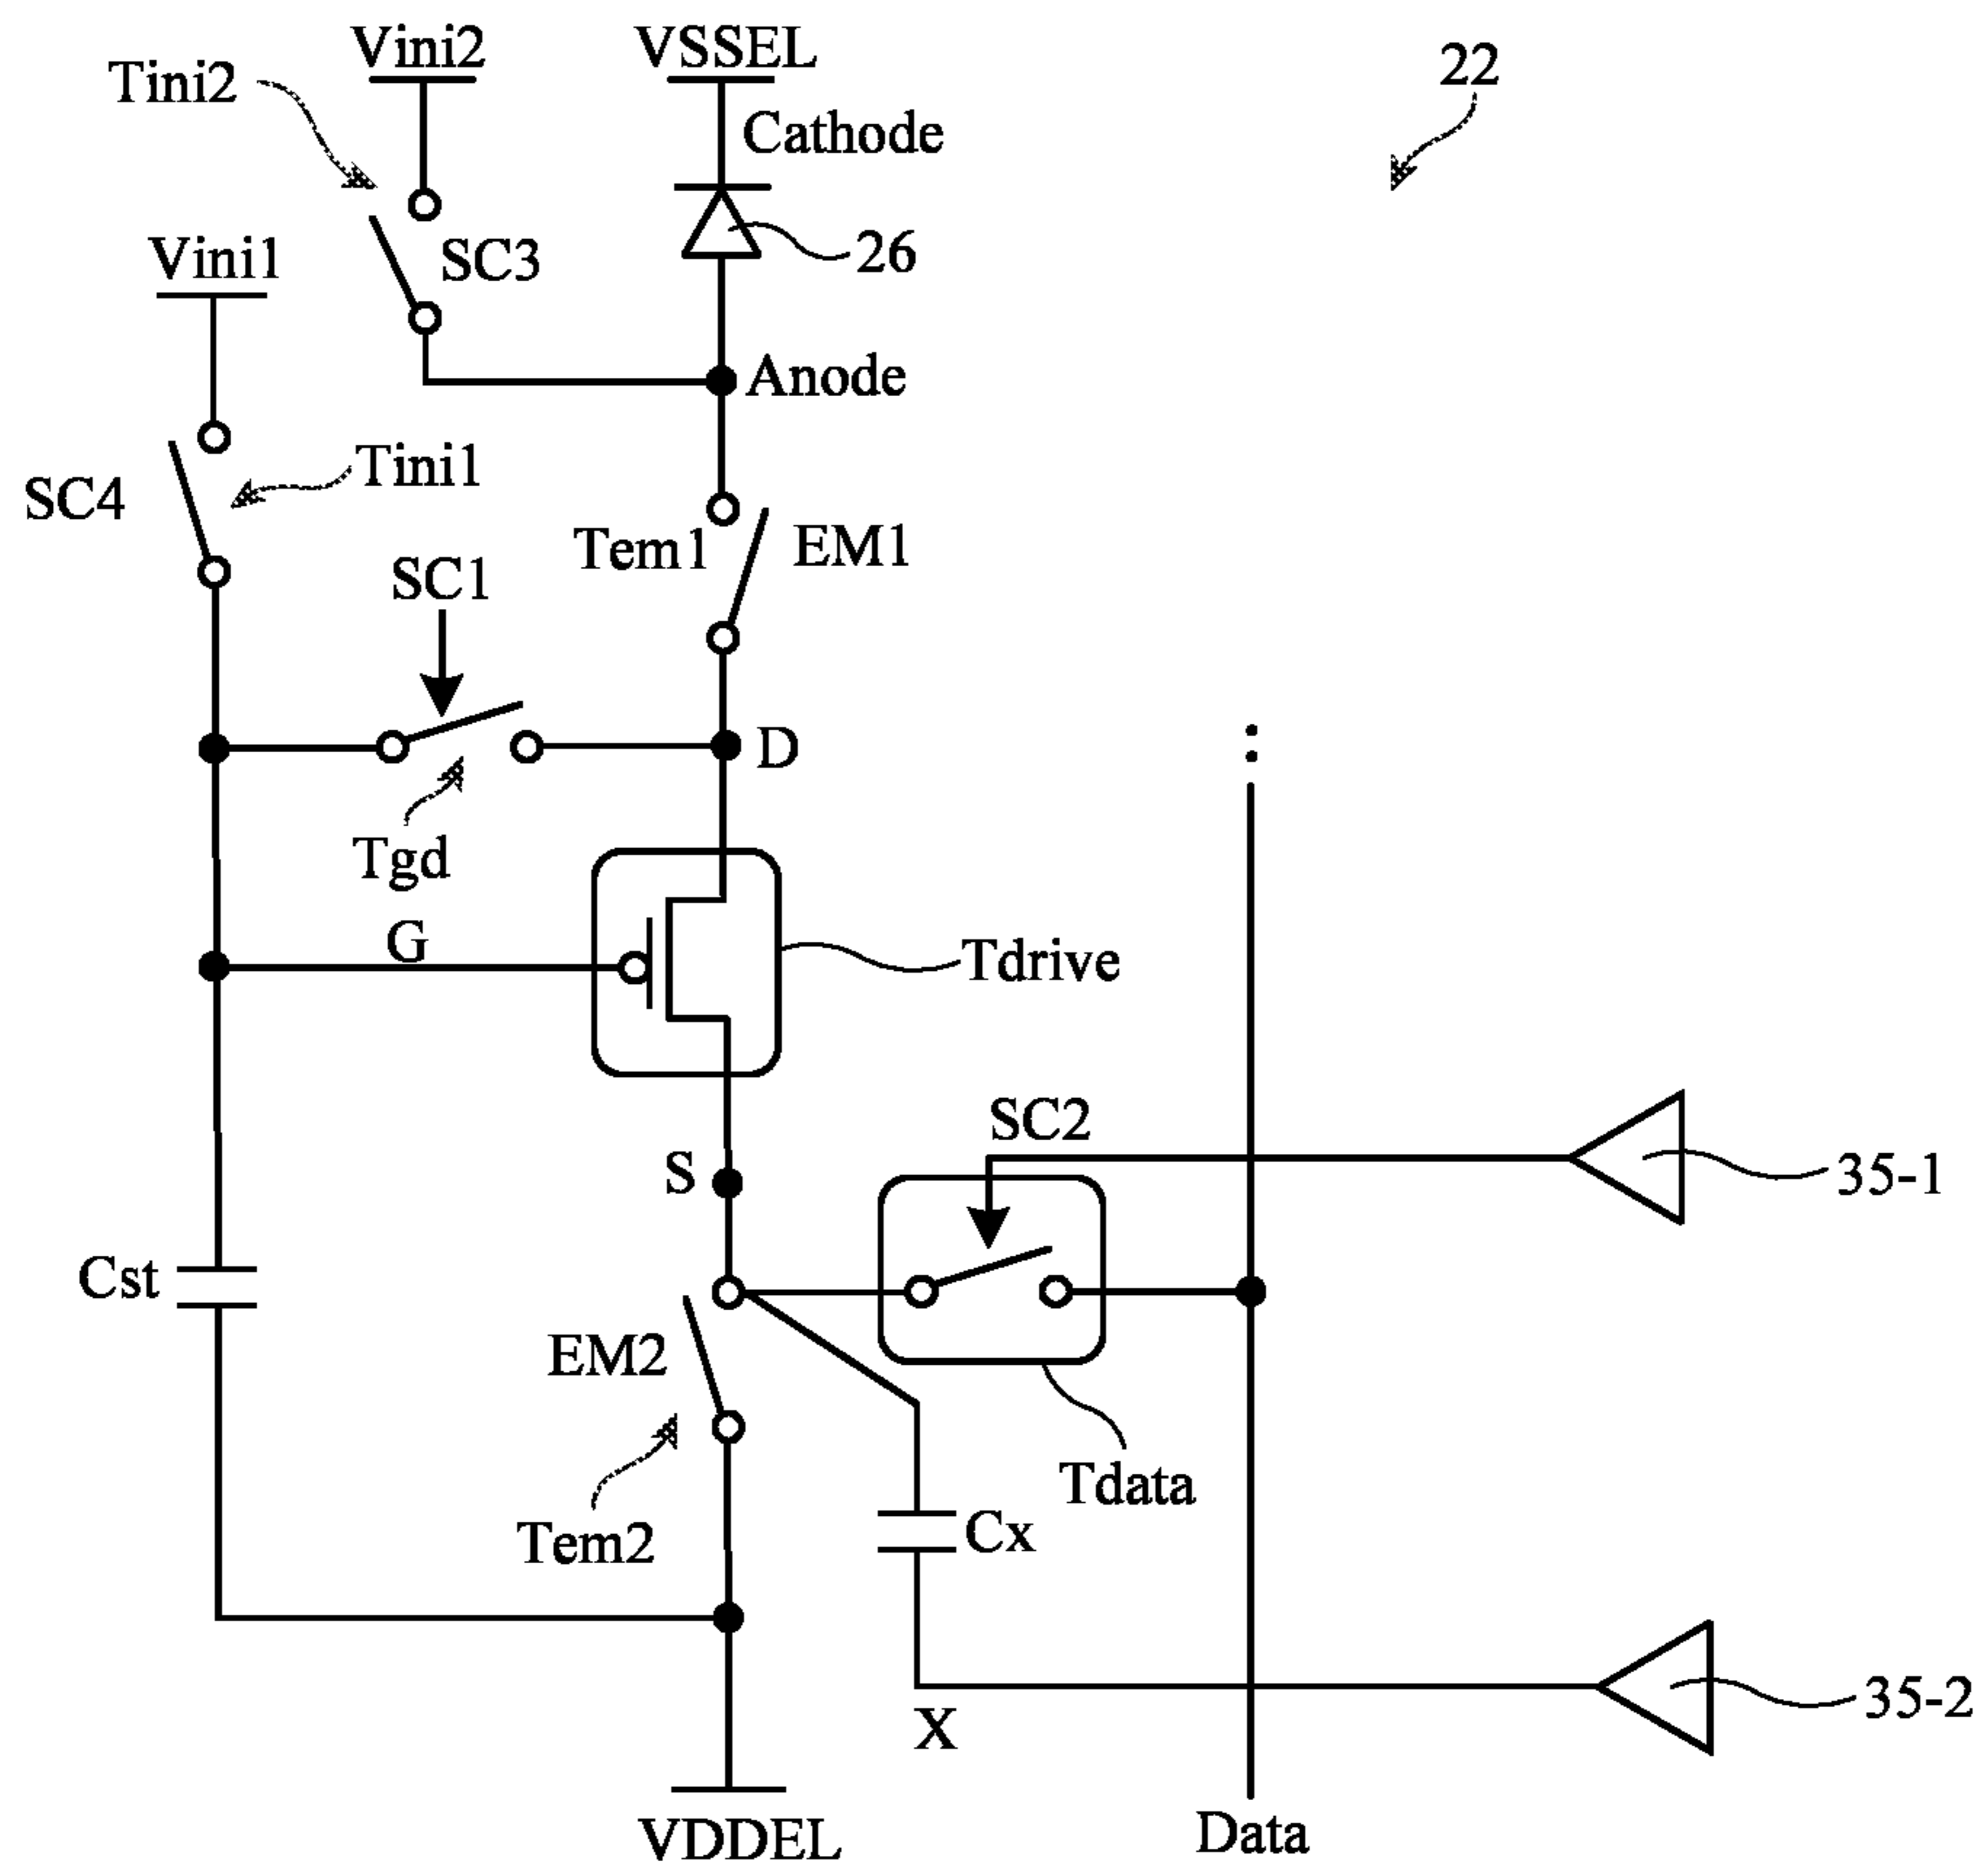 Vini2
VSSEL
22
Tini2
Cathode
Vini1
SC3
26
Anode
SC4
Tini1
Tem1
EM1
SC1
D
Tgd
G
Tdrive
SC2
S
35-1
Cst
EM2
Tdata
Tem2
Cx
35-2
X
VDDEL
Data